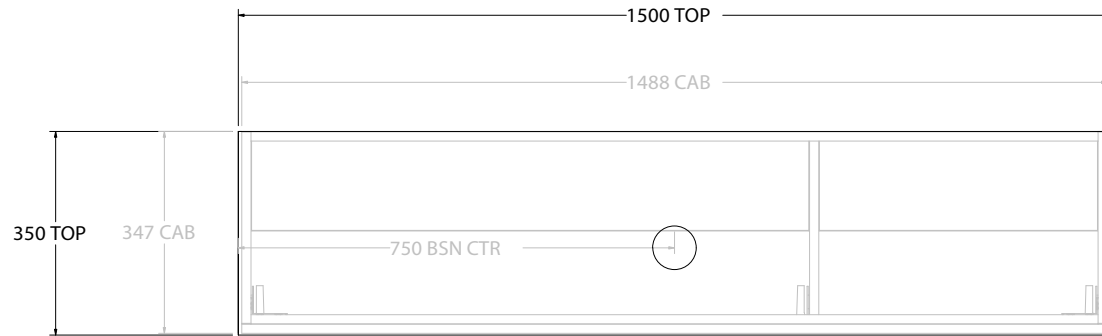 1500 TOP
1488 CAB
350 TOP
347 CAB
750 BSN CTR